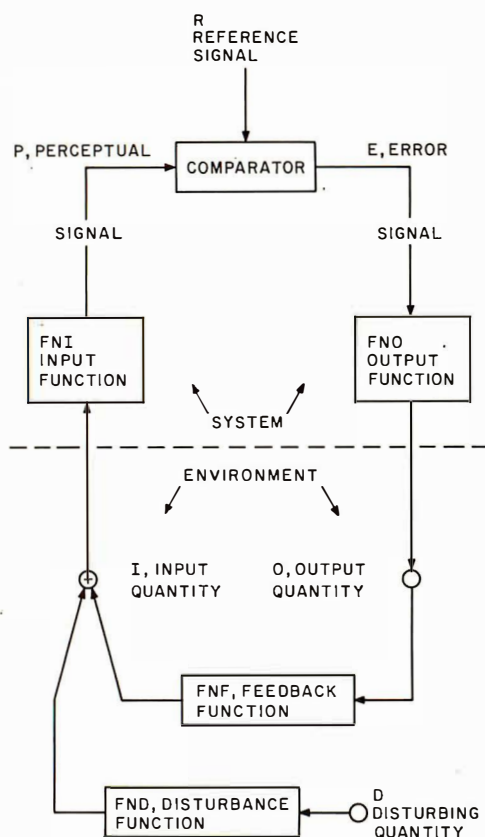 R
REFERENCE
SIGNAL
P, PERCEPTUAL
COMPARATOR
E, ERROR
SIGNAL
SIGNAL
FNI
INPUT
FUNCTION
FNO
OUTPUT
FUNCTION
SYSTEM
ENVIRONMENT
I, INPUT
QUANTITY
O, OUTPUT
QUANTITY
+
FNF, FEEDBACK
FUNCTION
FND, DISTURBANCE
FUNCTION
D
DISTURBING
QUANTITY